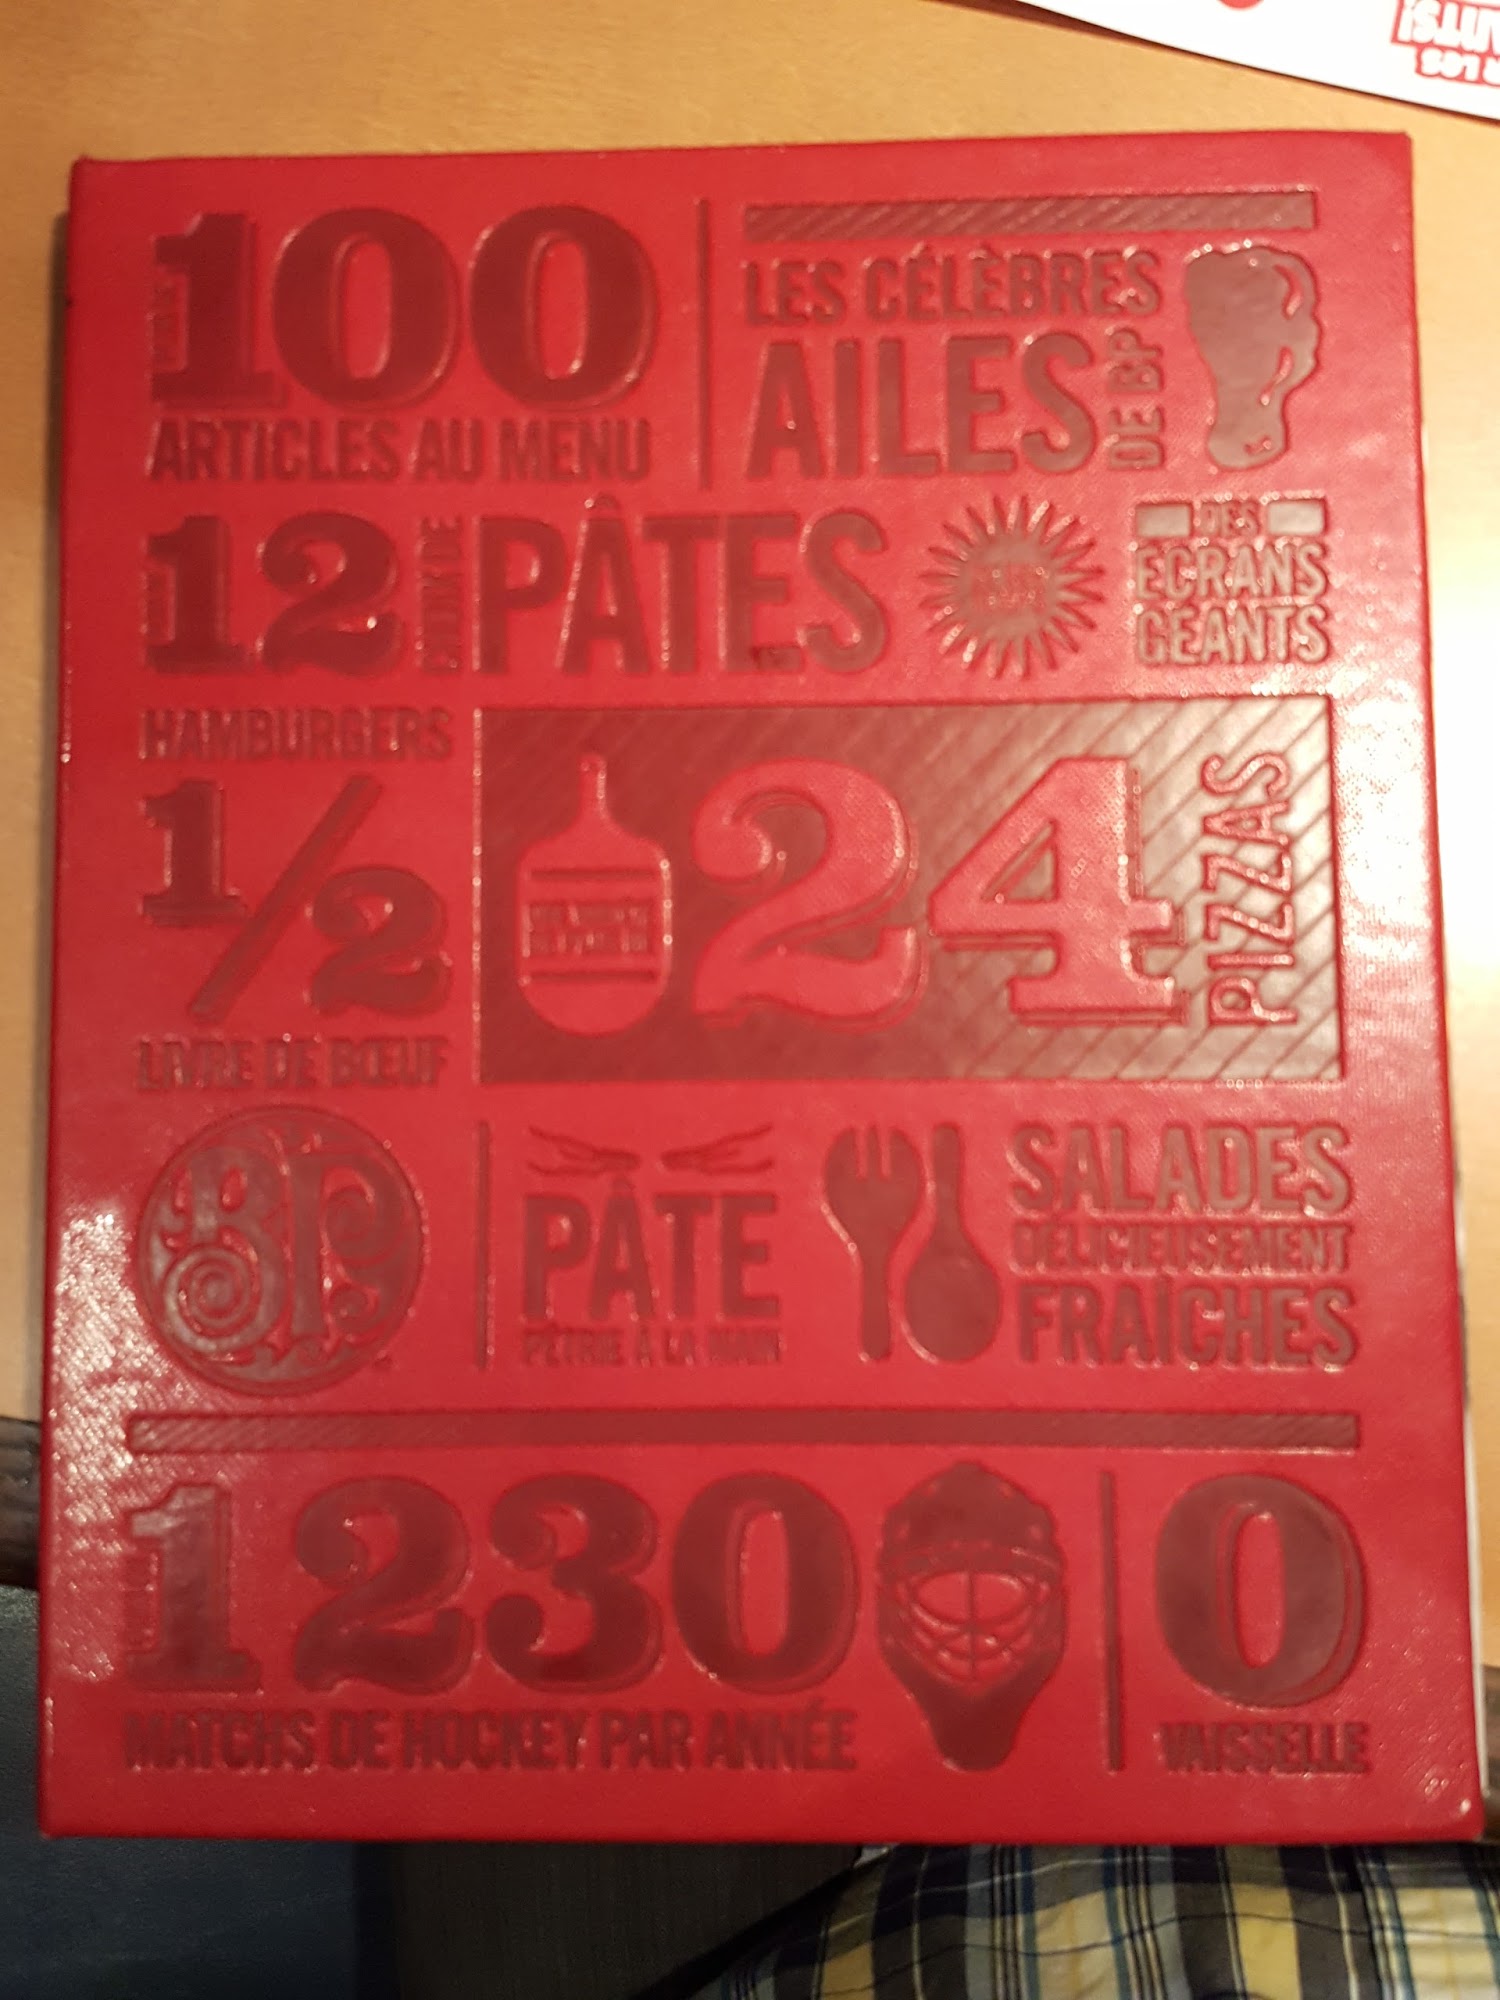 100
ARTICLES AU MENU
LES CÉLÈBRES
AILES
DE BP
12
CHOIX DE
PÂTES
DES
ÉCRANS
GÉANTS
HAMBURGERS
1/2
LIVRE DE BŒUF
24
PIZZAS
BP
PÂTE
PÉTRIE À LA MAIN
SALADES
DÉLICIEUSEMENT
FRAÎCHES
1230
MATCHS DE HOCKEY PAR ANNÉE
0
VAISSELLE